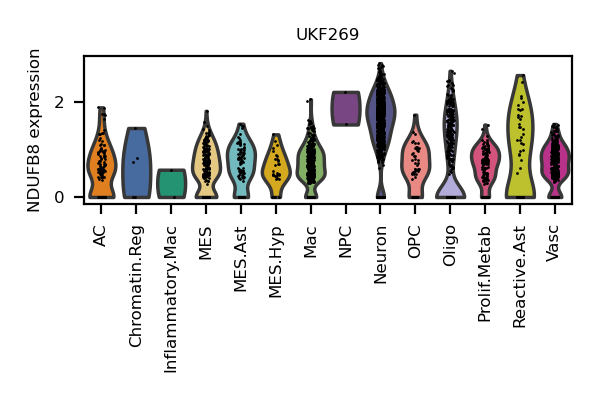 UKF269
NDUFB8 expression
2
0
AC
Chromatin.Reg
Inflammatory.Mac
MES
MES.Ast
MES.Hyp
Mac
NPC
Neuron
OPC
Oligo
Prolif.Metab
Reactive.Ast
Vasc